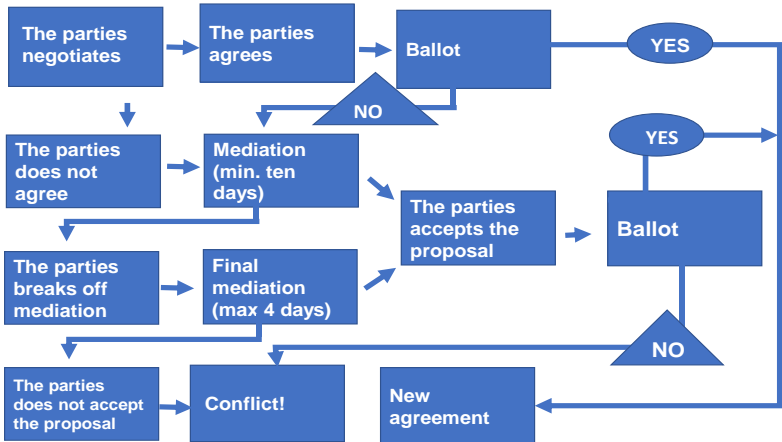 The parties
negotiates
The parties
agrees
Ballot
YES
NO
The parties
does not
agree
Mediation
(min. ten
days)
YES
The parties
accepts the
proposal
Ballot
The parties
breaks off
mediation
Final
mediation
(max 4 days)
NO
The parties
does not accept
the proposal
Conflict!
New
agreement